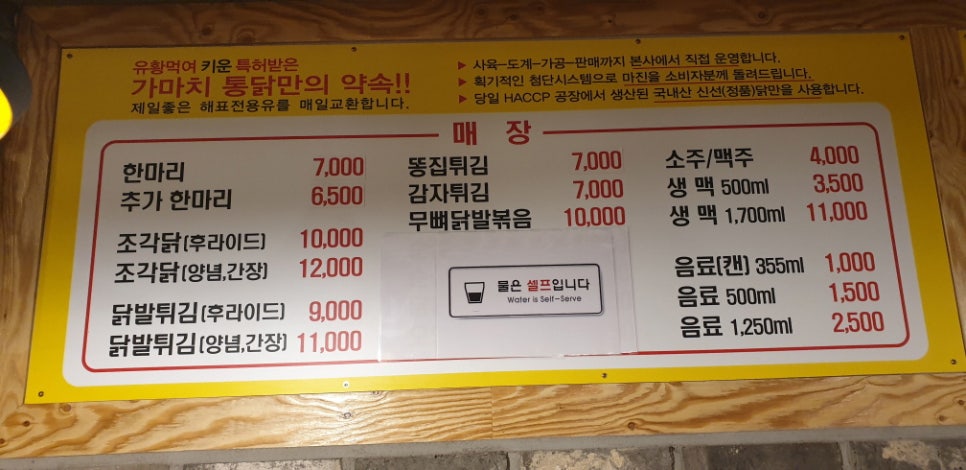 유황먹여 키운 특허받은
가마치 통닭만의 약속!!
제일좋은 해표전용유를 매일교환합니다.
▶ 사육-도계-가공-판매까지 본사에서 직접 운영합니다.
▶ 획기적인 첨단시스템으로 마진을 소비자분께 돌려드립니다.
▶ 당일 HACCP 공장에서 생산된 국내산 신선(정품)닭만을 사용합니다.
매 장
한마리 7,000
추가 한마리 6,500
조각닭(후라이드) 10,000
조각닭(양념,간장) 12,000
닭발튀김(후라이드) 9,000
닭발튀김(양념,간장) 11,000
똥집튀김 7,000
감자튀김 7,000
무뼈닭발볶음 10,000
물은 셀프입니다
Water is Self-Serve
소주/맥주 4,000
생 맥 500ml 3,500
생 맥 1,700ml 11,000
음료(캔) 355ml 1,000
음료 500ml 1,500
음료 1,250ml 2,500